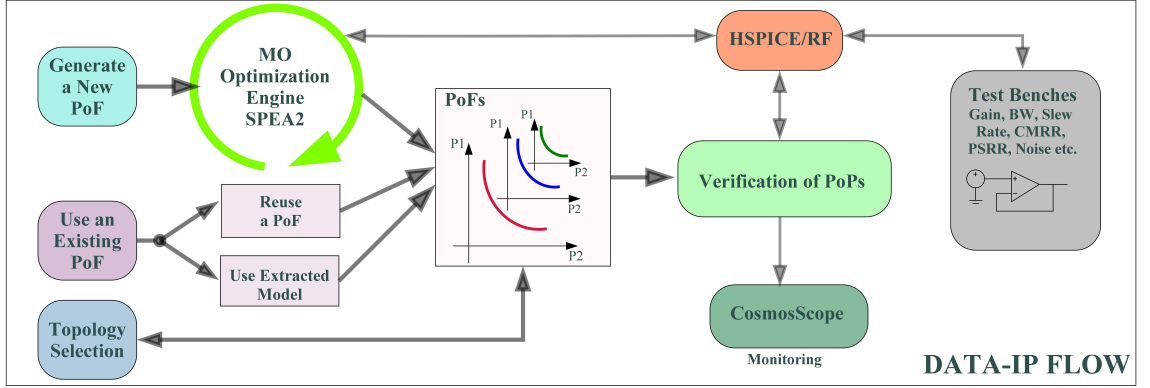 Generate
a New
PoF
MO
Optimization
Engine
SPEA2
HSPICE/RF
Test Benches
Gain, BW, Slew
Rate, CMRR,
PSRR, Noise etc.
PoFs
P1
P2
P1
P2
P1
P2
Verification of PoPs
Use an
Existing
PoF
Reuse
a PoF
Use Extracted
Model
Topology
Selection
CosmosScope
Monitoring
DATA-IP FLOW